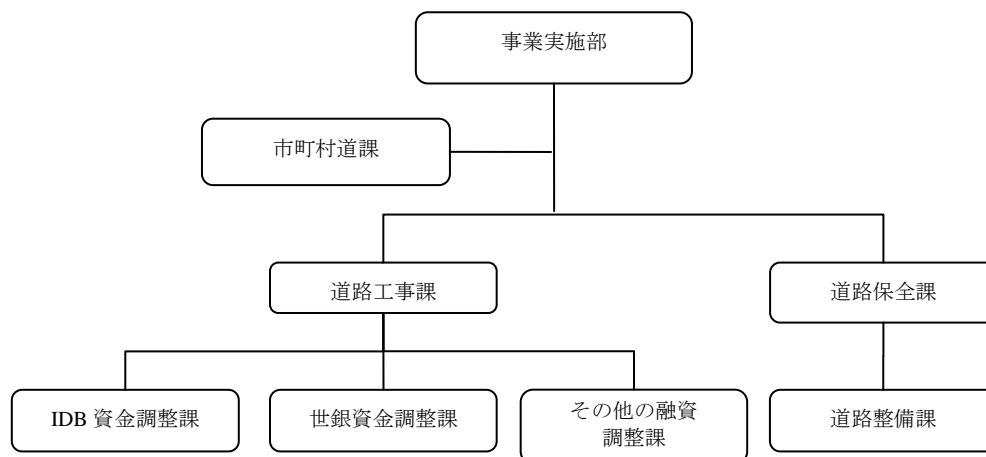 事業実施部
市町村道課
道路工事課
道路保全課
IDB 資金調整課
世銀資金調整課
その他の融資
調整課
道路整備課